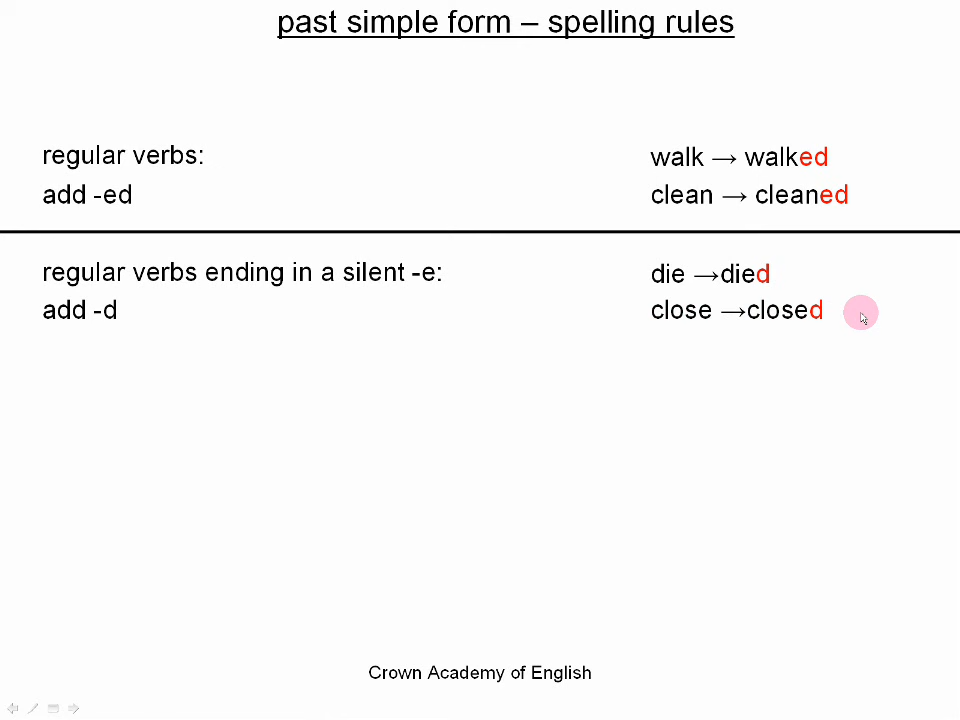 past simple form – spelling rules
regular verbs:
add -ed
walk → walked
clean → cleaned
regular verbs ending in a silent -e:
add -d
die →died
close →closed
Crown Academy of English